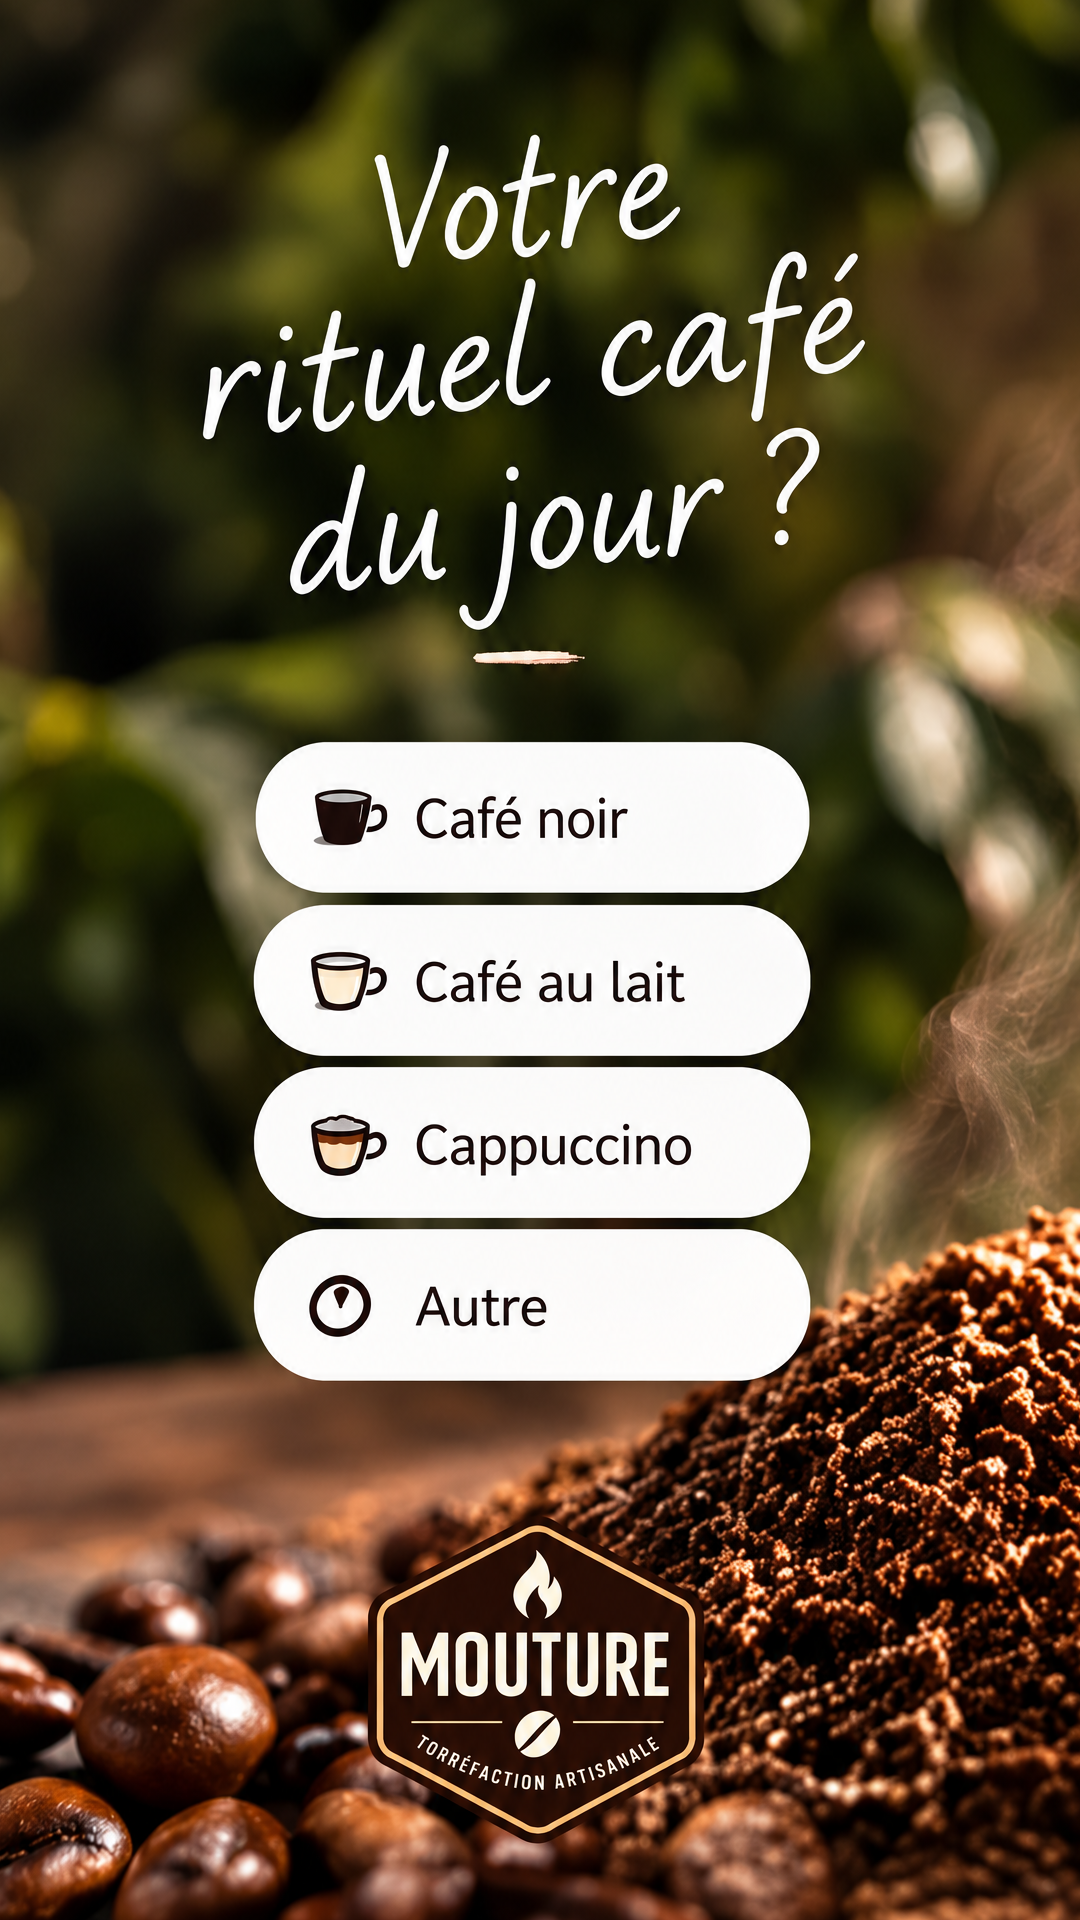 Votre
rituel café
du jour ?
Café noir
Café au lait
Cappuccino
Autre
MOUTURE
TORRÉFACTION ARTISANALE